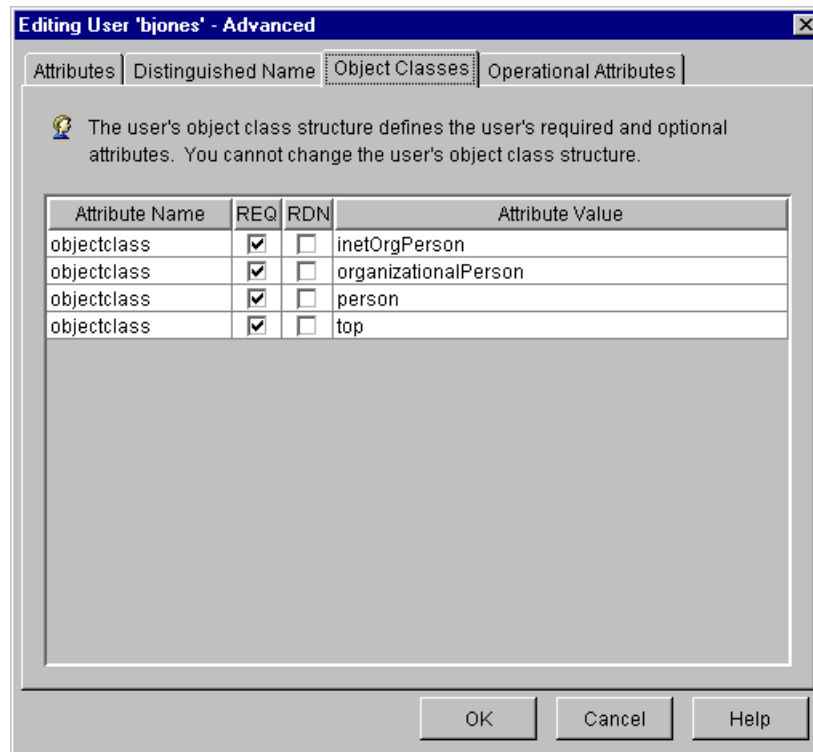 Editing User 'bjones' - Advanced
Attributes Distinguished Name Object Classes Operational Attributes
The user's object class structure defines the user's required and optional
attributes. You cannot change the user's object class structure.
Attribute Name REQ RDN Attribute Value
objectclass inetOrgPerson
objectclass organizationalPerson
objectclass person
objectclass top
OK Cancel Help